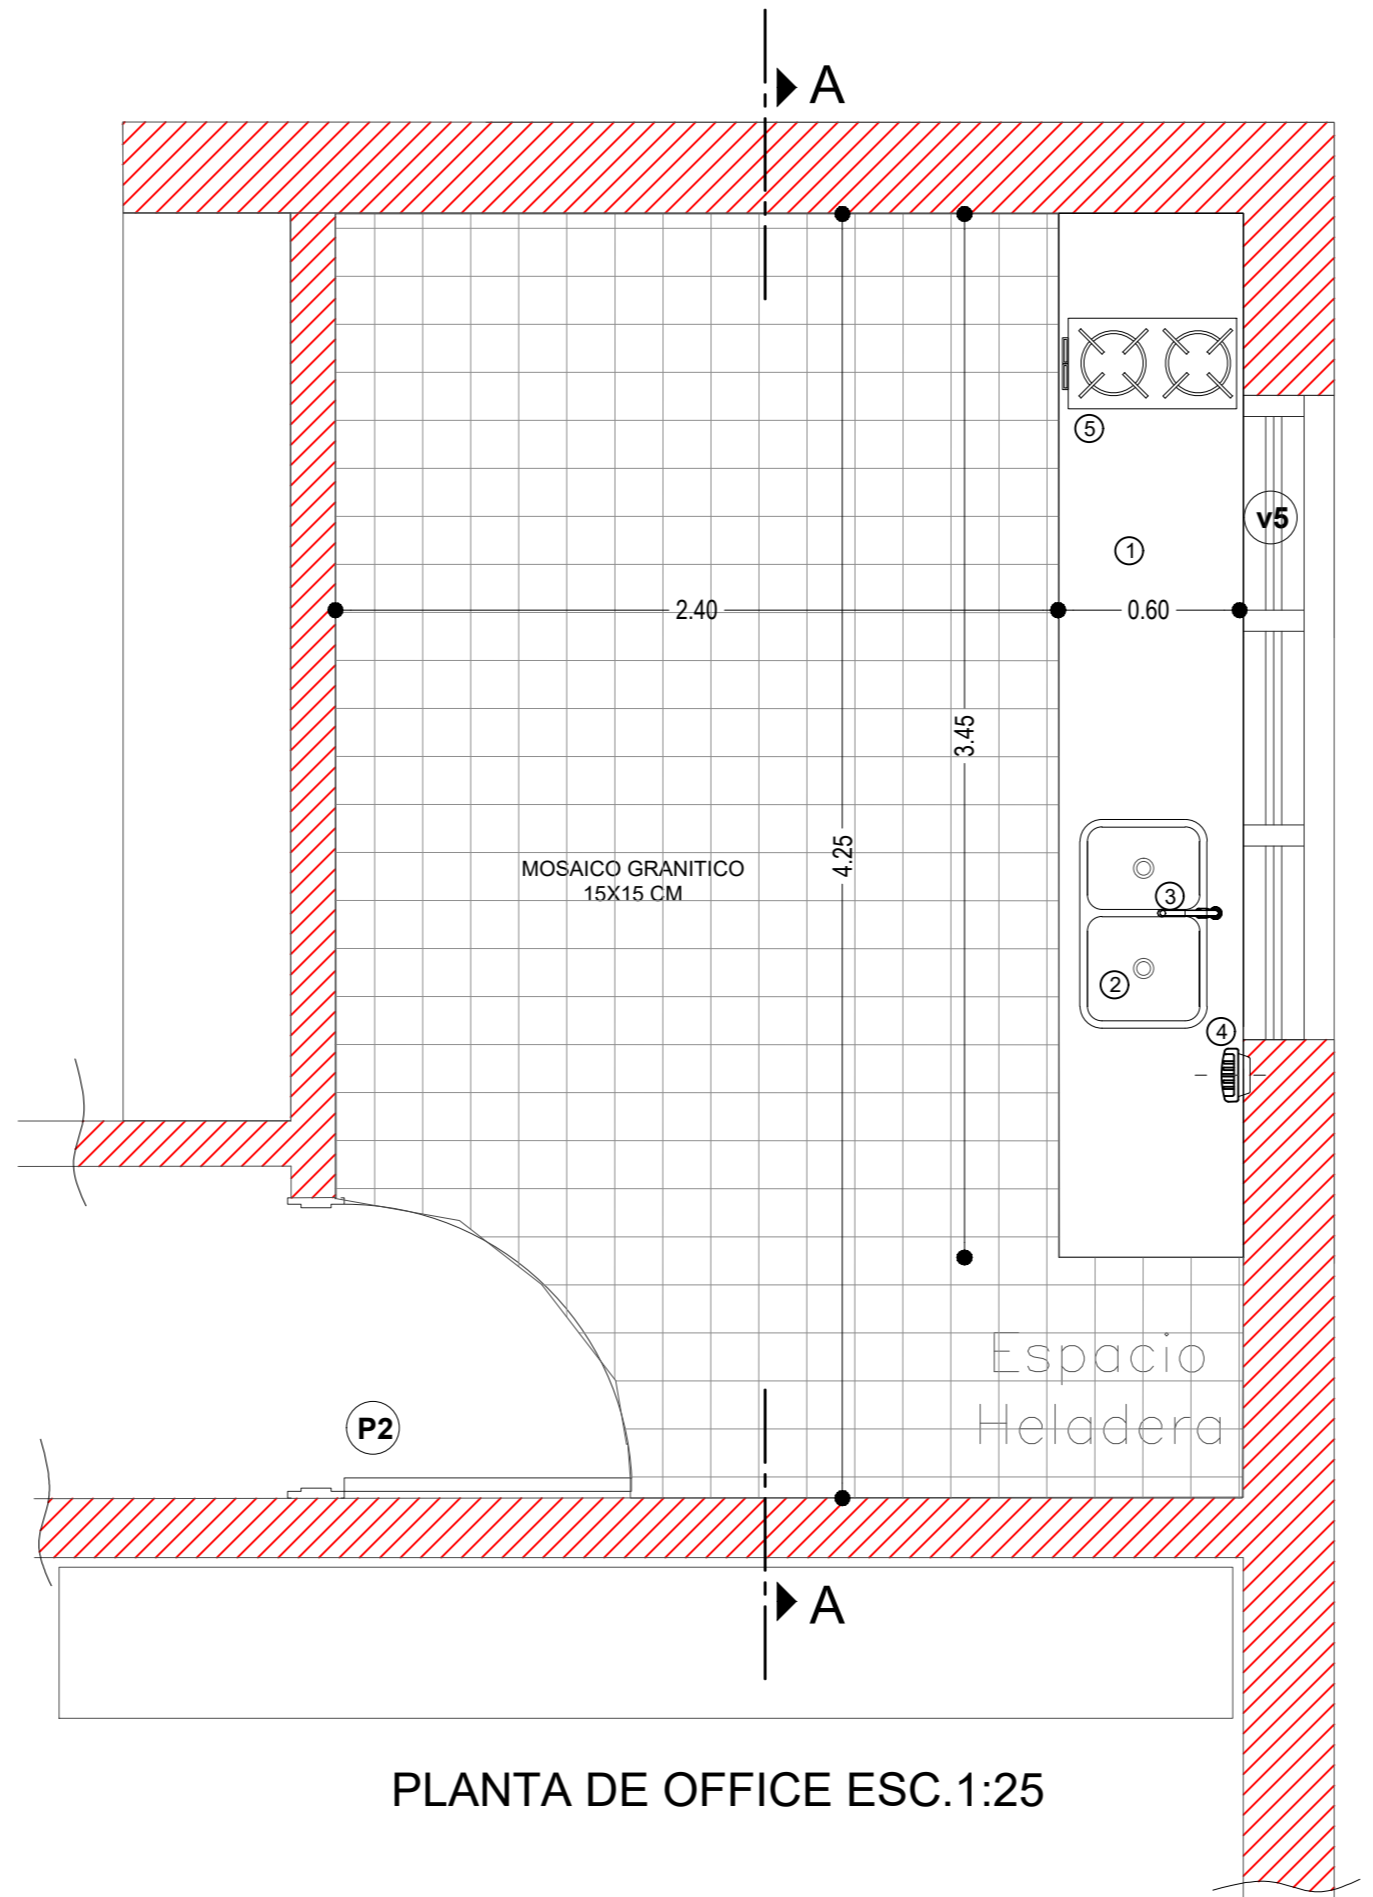 A
5
v5
1
2.40
0.60
3.45
4.25
MOSAICO GRANITICO
15X15 CM
3
2
4
Espacio
Heladera
P2
A
PLANTA DE OFFICE ESC.1:25